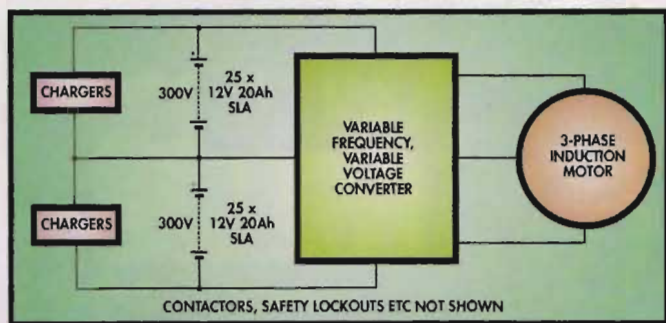 CHARGERS
300V
25 x
12V 20Ah
SLA
VARIABLE
FREQUENCY,
VARIABLE
VOLTAGE
CONVERTER
3-PHASE
INDUCTION
MOTOR
CHARGERS
300V
25 x
12V 20Ah
SLA
CONTACTORS, SAFETY LOCKOUTS ETC NOT SHOWN